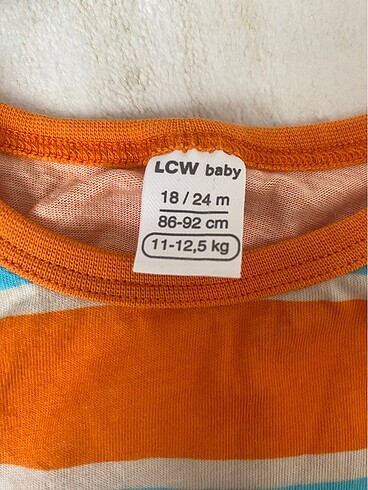 LCW baby
18 / 24 m
86-92 cm
11-12,5 kg